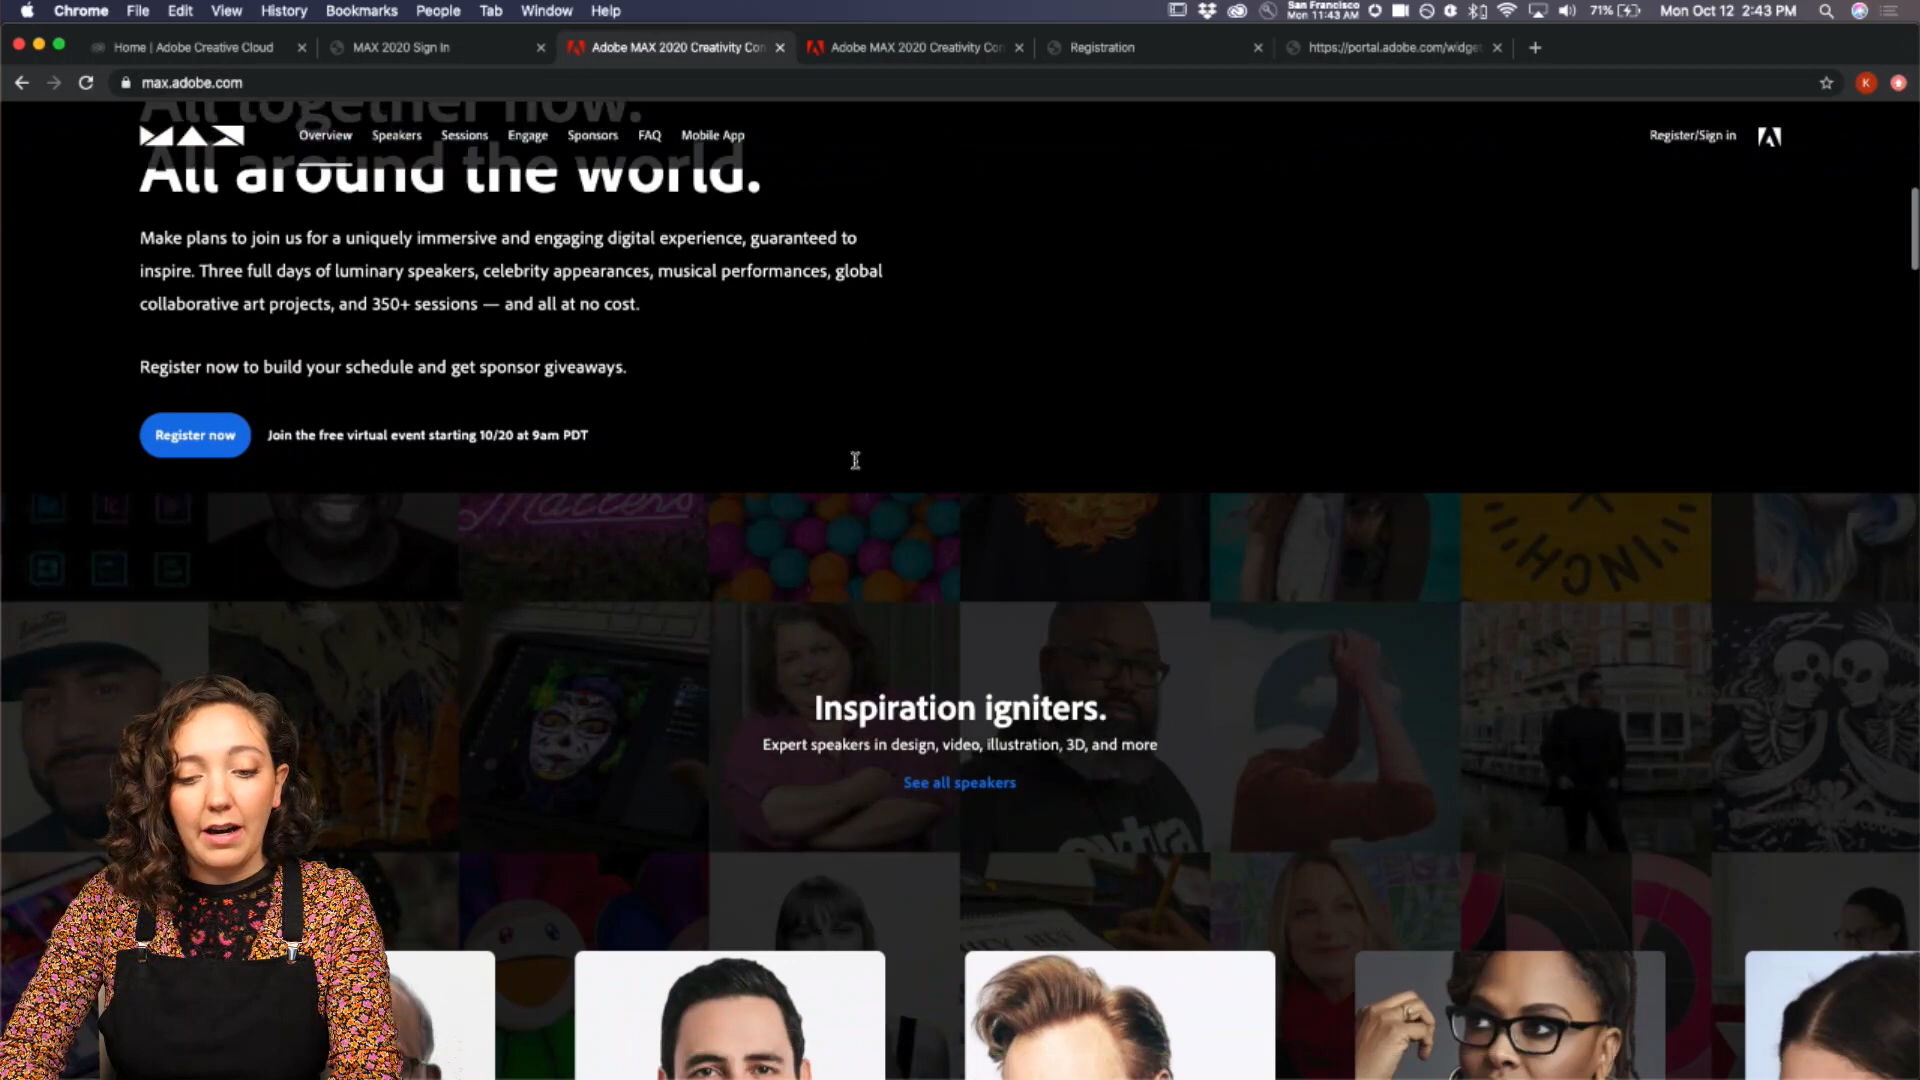 Chrome File Edit View History Bookmarks People Tab Window Help
San Francisco
Mon 11:43 AM
71%
Mon Oct 12 2:43 PM
Home | Adobe Creative Cloud
MAX 2020 Sign In
Adobe MAX 2020 Creativity Con
Adobe MAX 2020 Creativity Con
Registration
https://portal.adobe.com/widge
max.adobe.com
K
All together now.
MAX
Overview Speakers Sessions Engage Sponsors FAQ Mobile App
Register/Sign in
All around the world.
Make plans to join us for a uniquely immersive and engaging digital experience, guaranteed to
inspire. Three full days of luminary speakers, celebrity appearances, musical performances, global
collaborative art projects, and 350+ sessions — and all at no cost.
Register now to build your schedule and get sponsor giveaways.
Register now
Join the free virtual event starting 10/20 at 9am PDT
Matters
INCH
Inspiration igniters.
Expert speakers in design, video, illustration, 3D, and more
See all speakers